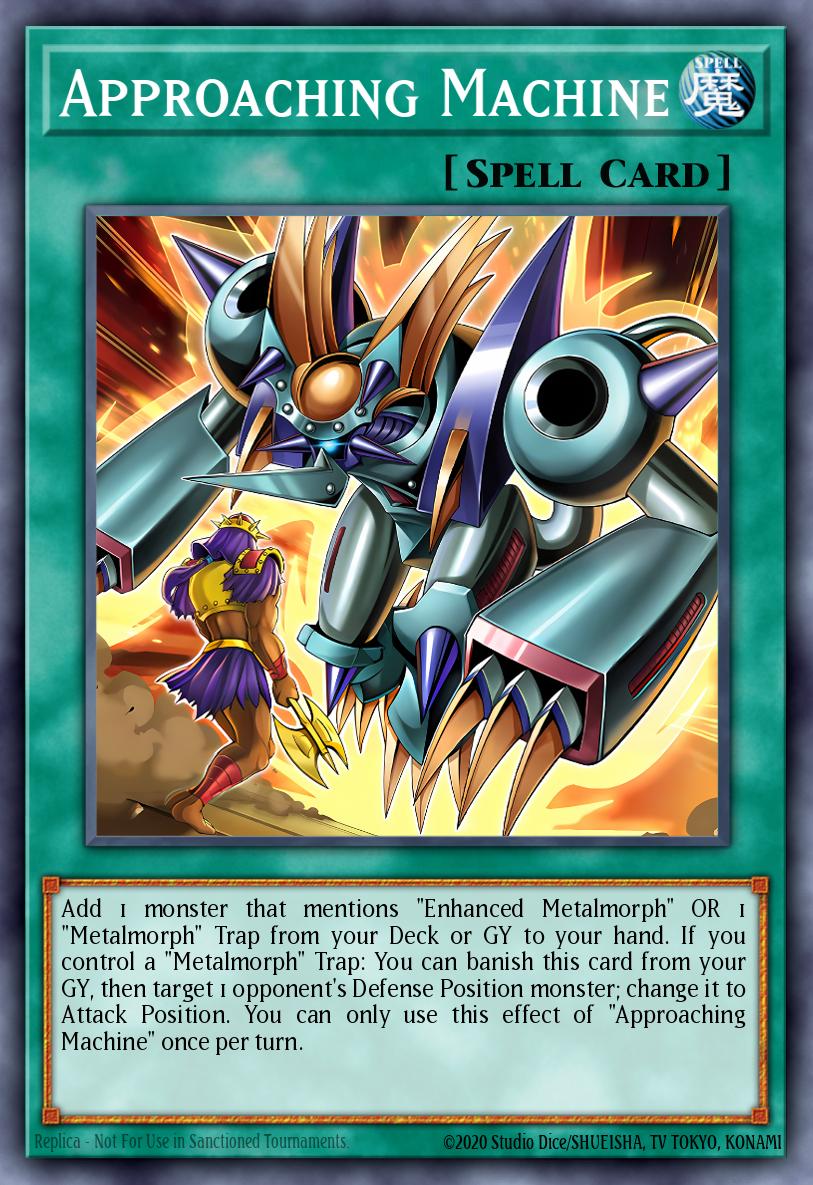 APPROACHING MACHINE
SPELL
魔
[SPELL CARD]
Add 1 monster that mentions "Enhanced Metalmorph" OR 1
"Metalmorph" Trap from your Deck or GY to your hand. If you
control a "Metalmorph" Trap: You can banish this card from your
GY, then target 1 opponent's Defense Position monster; change it to
Attack Position. You can only use this effect of "Approaching
Machine" once per turn.
Replica - Not For Use in Sanctioned Tournaments.
©2020 Studio Dice/SHUEISHA, TV TOKYO, KONAMI